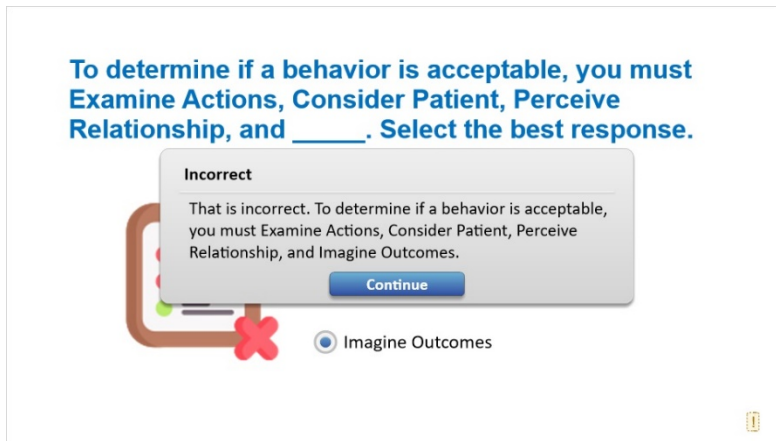 To determine if a behavior is acceptable, you must
Examine Actions, Consider Patient, Perceive
Relationship, and _____. Select the best response.
Incorrect
That is incorrect. To determine if a behavior is acceptable,
you must Examine Actions, Consider Patient, Perceive
Relationship, and Imagine Outcomes.
Continue
Imagine Outcomes